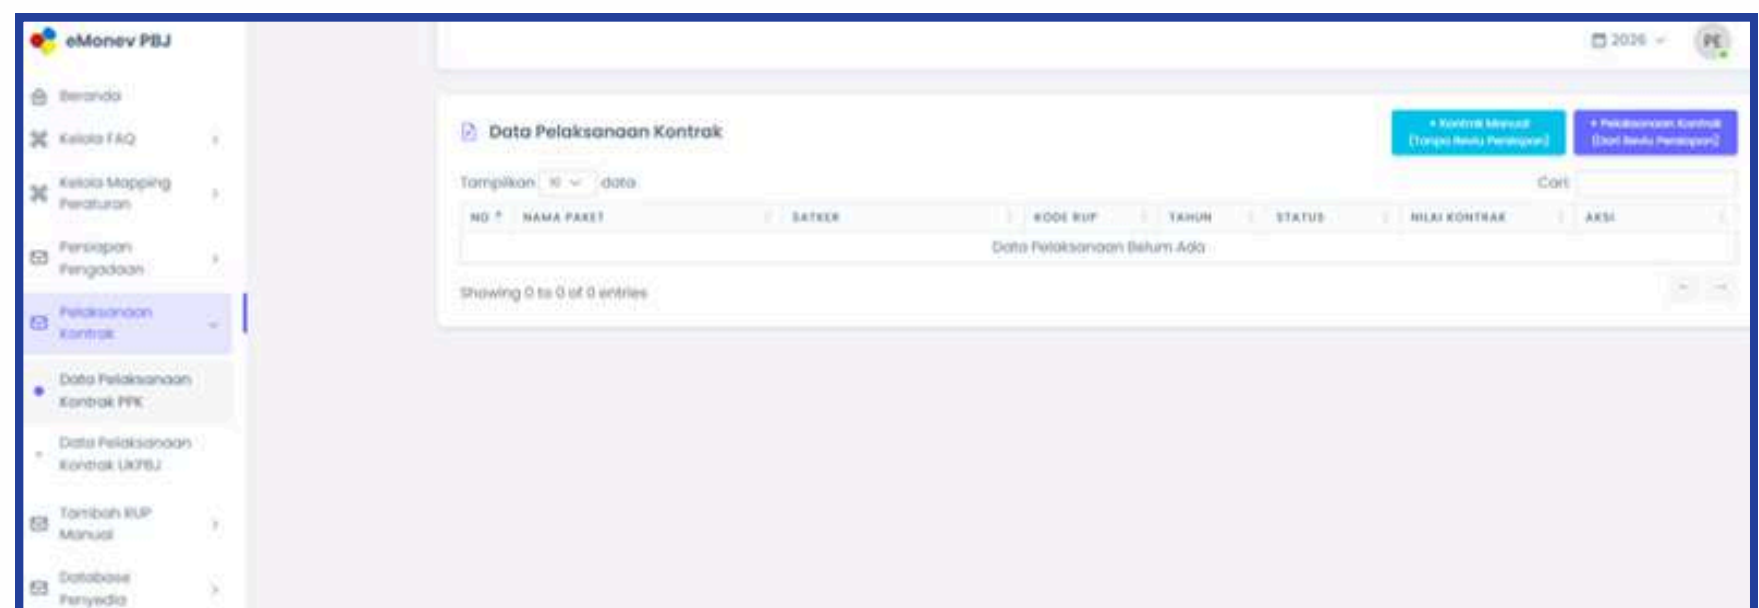 eMonev PBJ
2026
PE
Beranda
Kelola FAQ
Kelola Mapping
Peraturan
Persiapan
Pengadaan
Pelaksanaan
Kontrak
Data Pelaksanaan
Kontrak PPK
Data Pelaksanaan
Kontrak UKPBJ
Tambah RUP
Manual
Database
Penyedia
Data Pelaksanaan Kontrak
+ Kontrak Manual
(Tanpa Reviu Persiapan)
+ Pelaksanaan Kontrak
(Dari Reviu Persiapan)
Tampilkan 10 data
Cari:
NO NAMA PAKET SATKER KODE RUP TAHUN STATUS NILAI KONTRAK AKSI
Data Pelaksanaan Belum Ada
Showing 0 to 0 of 0 entries